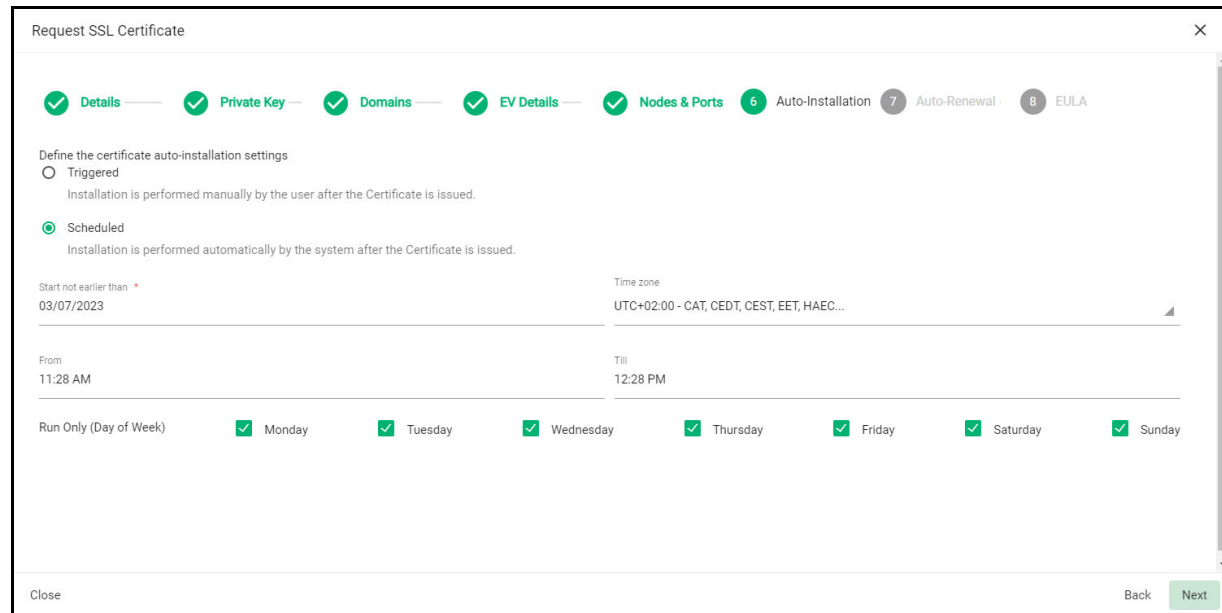 Request SSL Certificate
Details Private Key Domains EV Details Nodes & Ports 6 Auto-Installation 7 Auto-Renewal 8 EULA
Define the certificate auto-installation settings
Triggered
Installation is performed manually by the user after the Certificate is issued.
Scheduled
Installation is performed automatically by the system after the Certificate is issued.
Start not earlier than * Time zone
03/07/2023 UTC+02:00 - CAT, CEDT, CEST, EET, HAEC...
From Till
11:28 AM 12:28 PM
Run Only (Day of Week) Monday Tuesday Wednesday Thursday Friday Saturday Sunday
Close Back Next